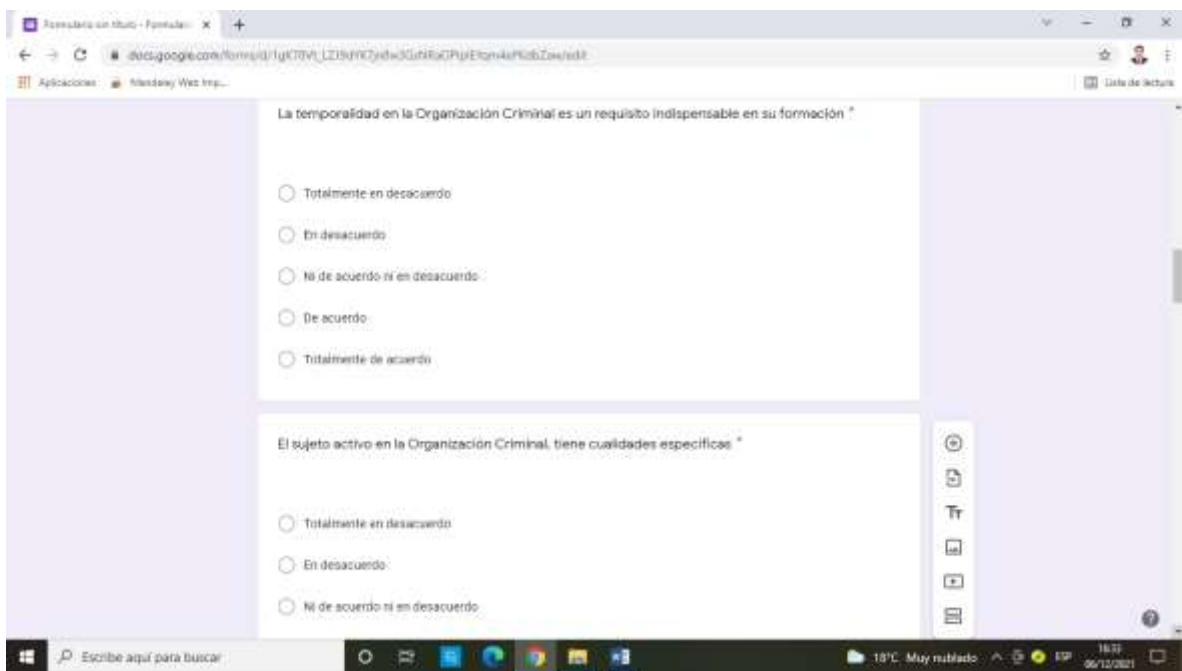 Formulario sin título - Formular
docs.google.com/forms/d/
Aplicaciones
Mendeley Web Imp...
Lista de lectura
La temporalidad en la Organización Criminal es un requisito indispensable en su formación *
Totalmente en desacuerdo
En desacuerdo
Ni de acuerdo ni en desacuerdo
De acuerdo
Totalmente de acuerdo
El sujeto activo en la Organización Criminal, tiene cualidades específicas *
Totalmente en desacuerdo
En desacuerdo
Ni de acuerdo ni en desacuerdo
Escribe aquí para buscar
18°C Muy nublado
ESP
06/12/2021